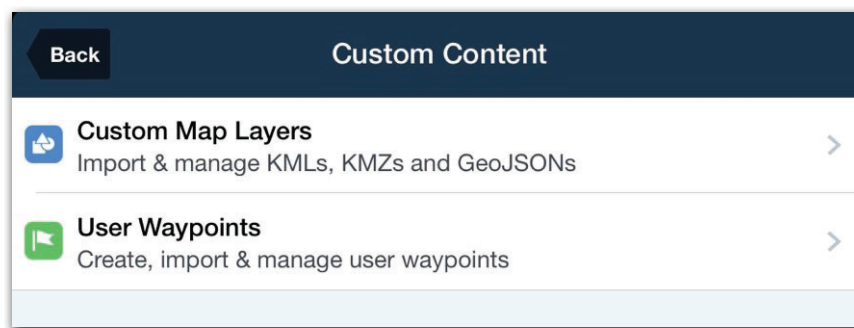 Back
Custom Content
Custom Map Layers
Import & manage KMLs, KMZs and GeoJSONs
User Waypoints
Create, import & manage user waypoints